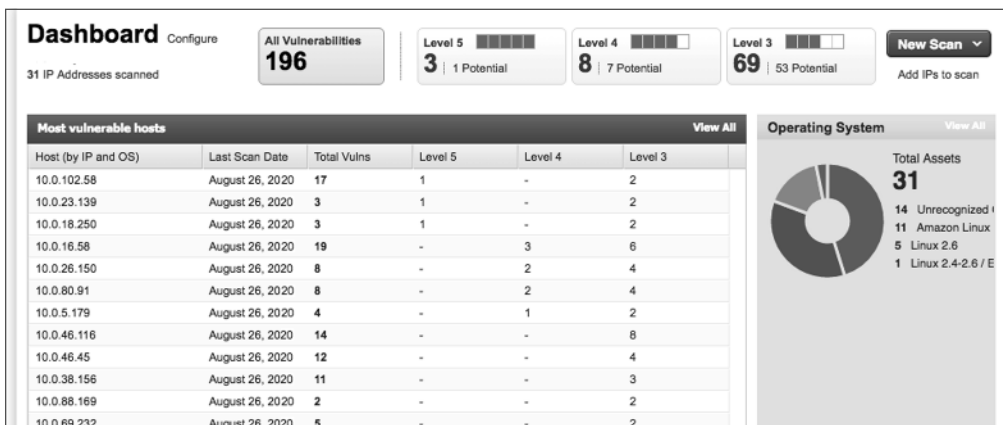 Dashboard Configure
31 IP Addresses scanned
All Vulnerabilities
196
Level 5
3 | 1 Potential
Level 4
8 | 7 Potential
Level 3
69 | 53 Potential
New Scan
Add IPs to scan
Most vulnerable hosts View All
Host (by IP and OS) Last Scan Date Total Vulns Level 5 Level 4 Level 3
10.0.102.58 August 26, 2020 17 1 - 2
10.0.23.139 August 26, 2020 3 1 - 2
10.0.18.250 August 26, 2020 3 1 - 2
10.0.16.58 August 26, 2020 19 - 3 6
10.0.26.150 August 26, 2020 8 - 2 4
10.0.80.91 August 26, 2020 8 - 2 4
10.0.5.179 August 26, 2020 4 - 1 2
10.0.46.116 August 26, 2020 14 - - 8
10.0.46.45 August 26, 2020 12 - - 4
10.0.38.156 August 26, 2020 11 - - 3
10.0.88.169 August 26, 2020 2 - - 2
10.0.69.232 August 26, 2020 5 - - 2
Operating System View All
Total Assets
31
14 Unrecognized
11 Amazon Linux
5 Linux 2.6
1 Linux 2.4-2.6 / E